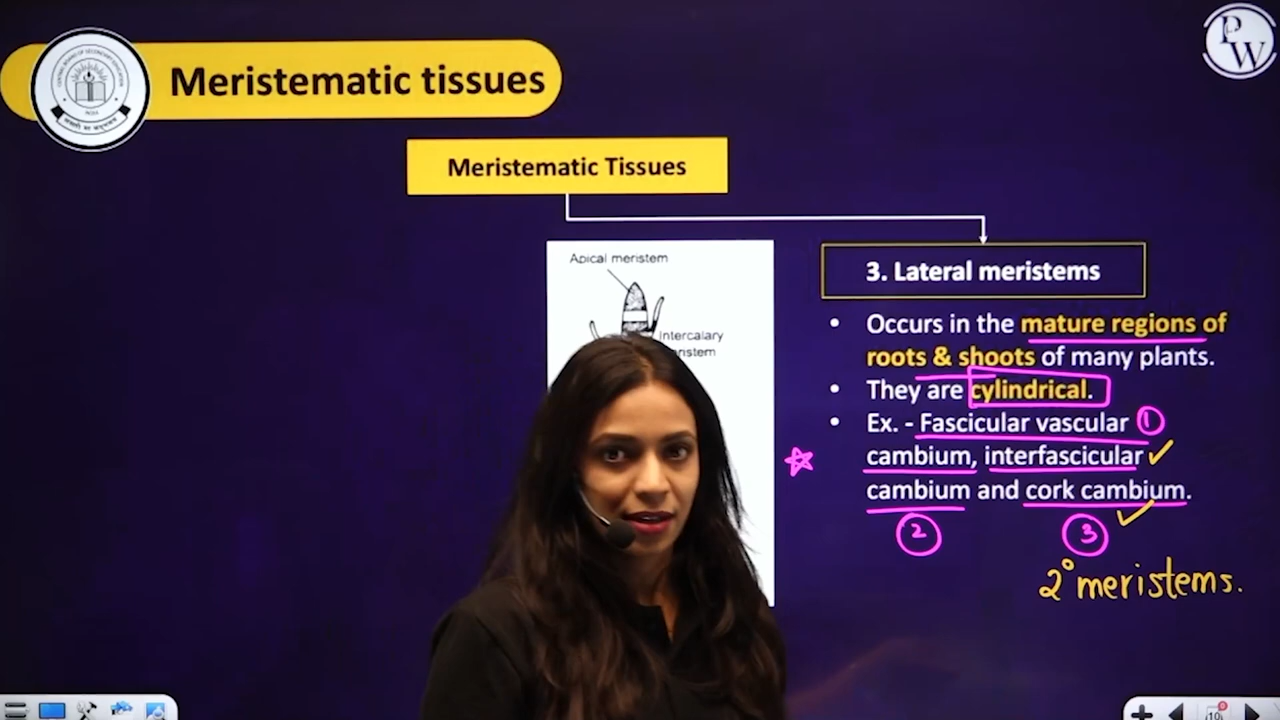 Meristematic tissues
PW
Meristematic Tissues
Apical meristem
Intercalary
3. Lateral meristems
• Occurs in the mature regions of
roots & shoots of many plants.
• They are cylindrical.
• Ex. - Fascicular vascular ①
cambium, interfascicular ✓
cambium and cork cambium.
② ③ ✓
2° meristems.